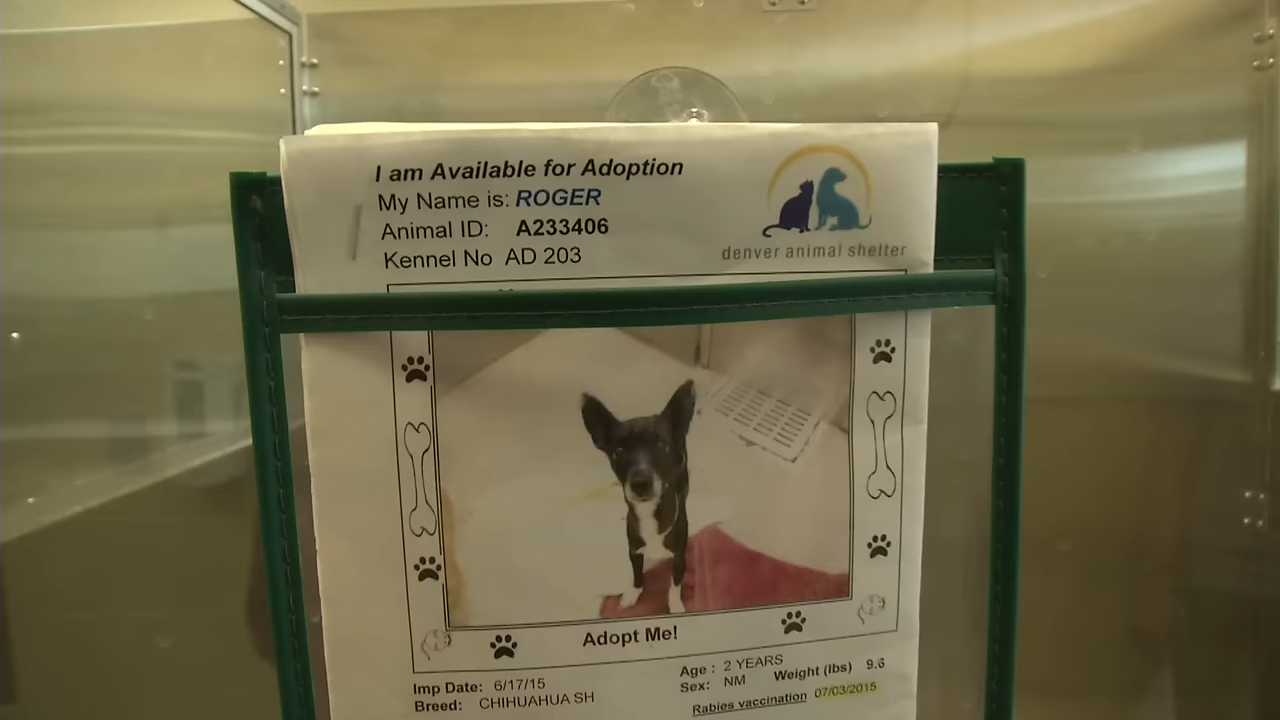 I am Available for Adoption
My Name is: ROGER
Animal ID: A233406
Kennel No AD 203
denver animal shelter
Adopt Me!
Imp Date: 6/17/15
Breed: CHIHUAHUA SH
Age : 2 YEARS
Sex: NM Weight (lbs) 9.6
Rabies vaccination 07/03/2015